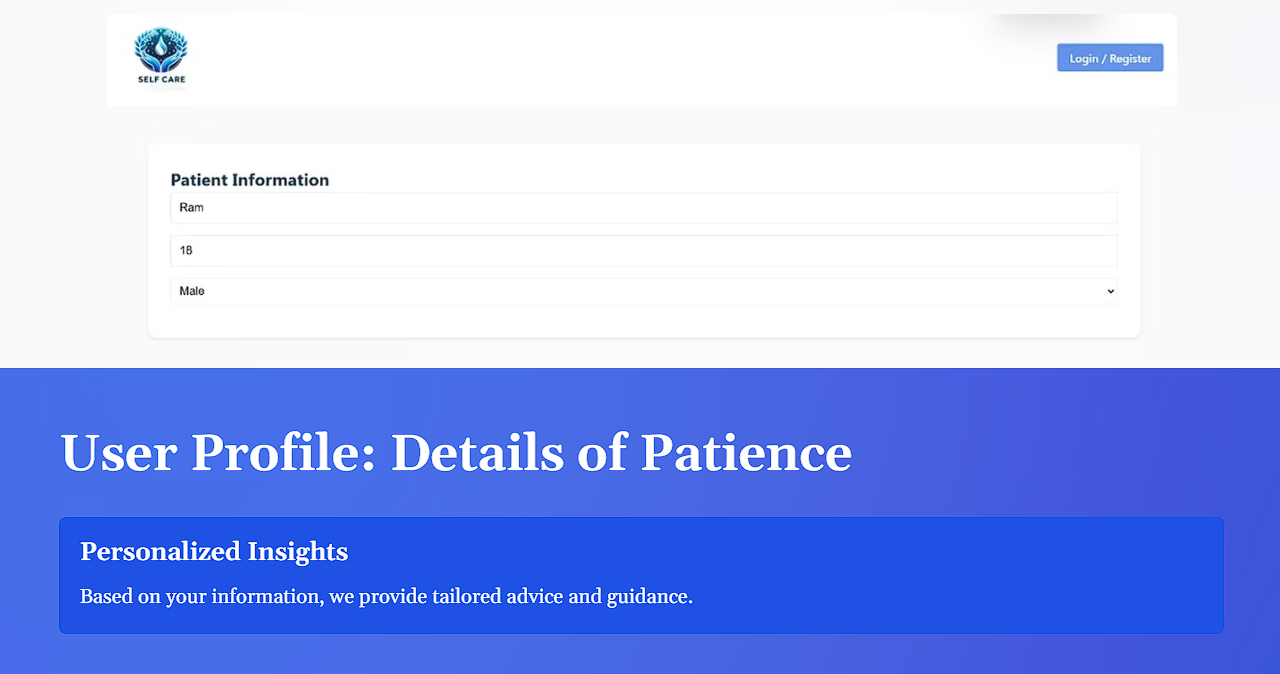 SELF CARE
Login / Register
Patient Information
Ram
18
Male
User Profile: Details of Patience
Personalized Insights
Based on your information, we provide tailored advice and guidance.